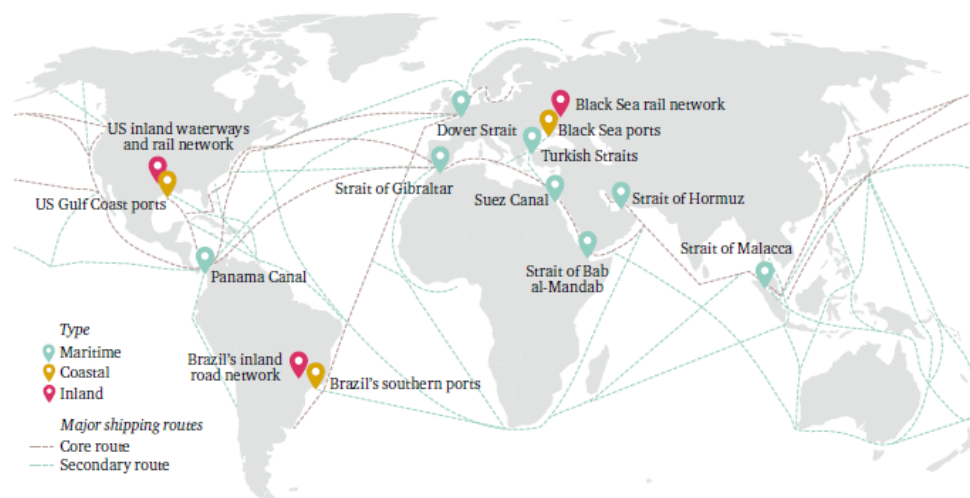 Black Sea rail network
US inland waterways
and rail network
Dover Strait
Black Sea ports
Turkish Straits
Strait of Gibraltar
US Gulf Coast ports
Suez Canal
Strait of Hormuz
Strait of Malacca
Panama Canal
Strait of Bab
al-Mandab
Type
Maritime
Coastal
Inland
Brazil's inland
road network
Brazil's southern ports
Major shipping routes
Core route
Secondary route